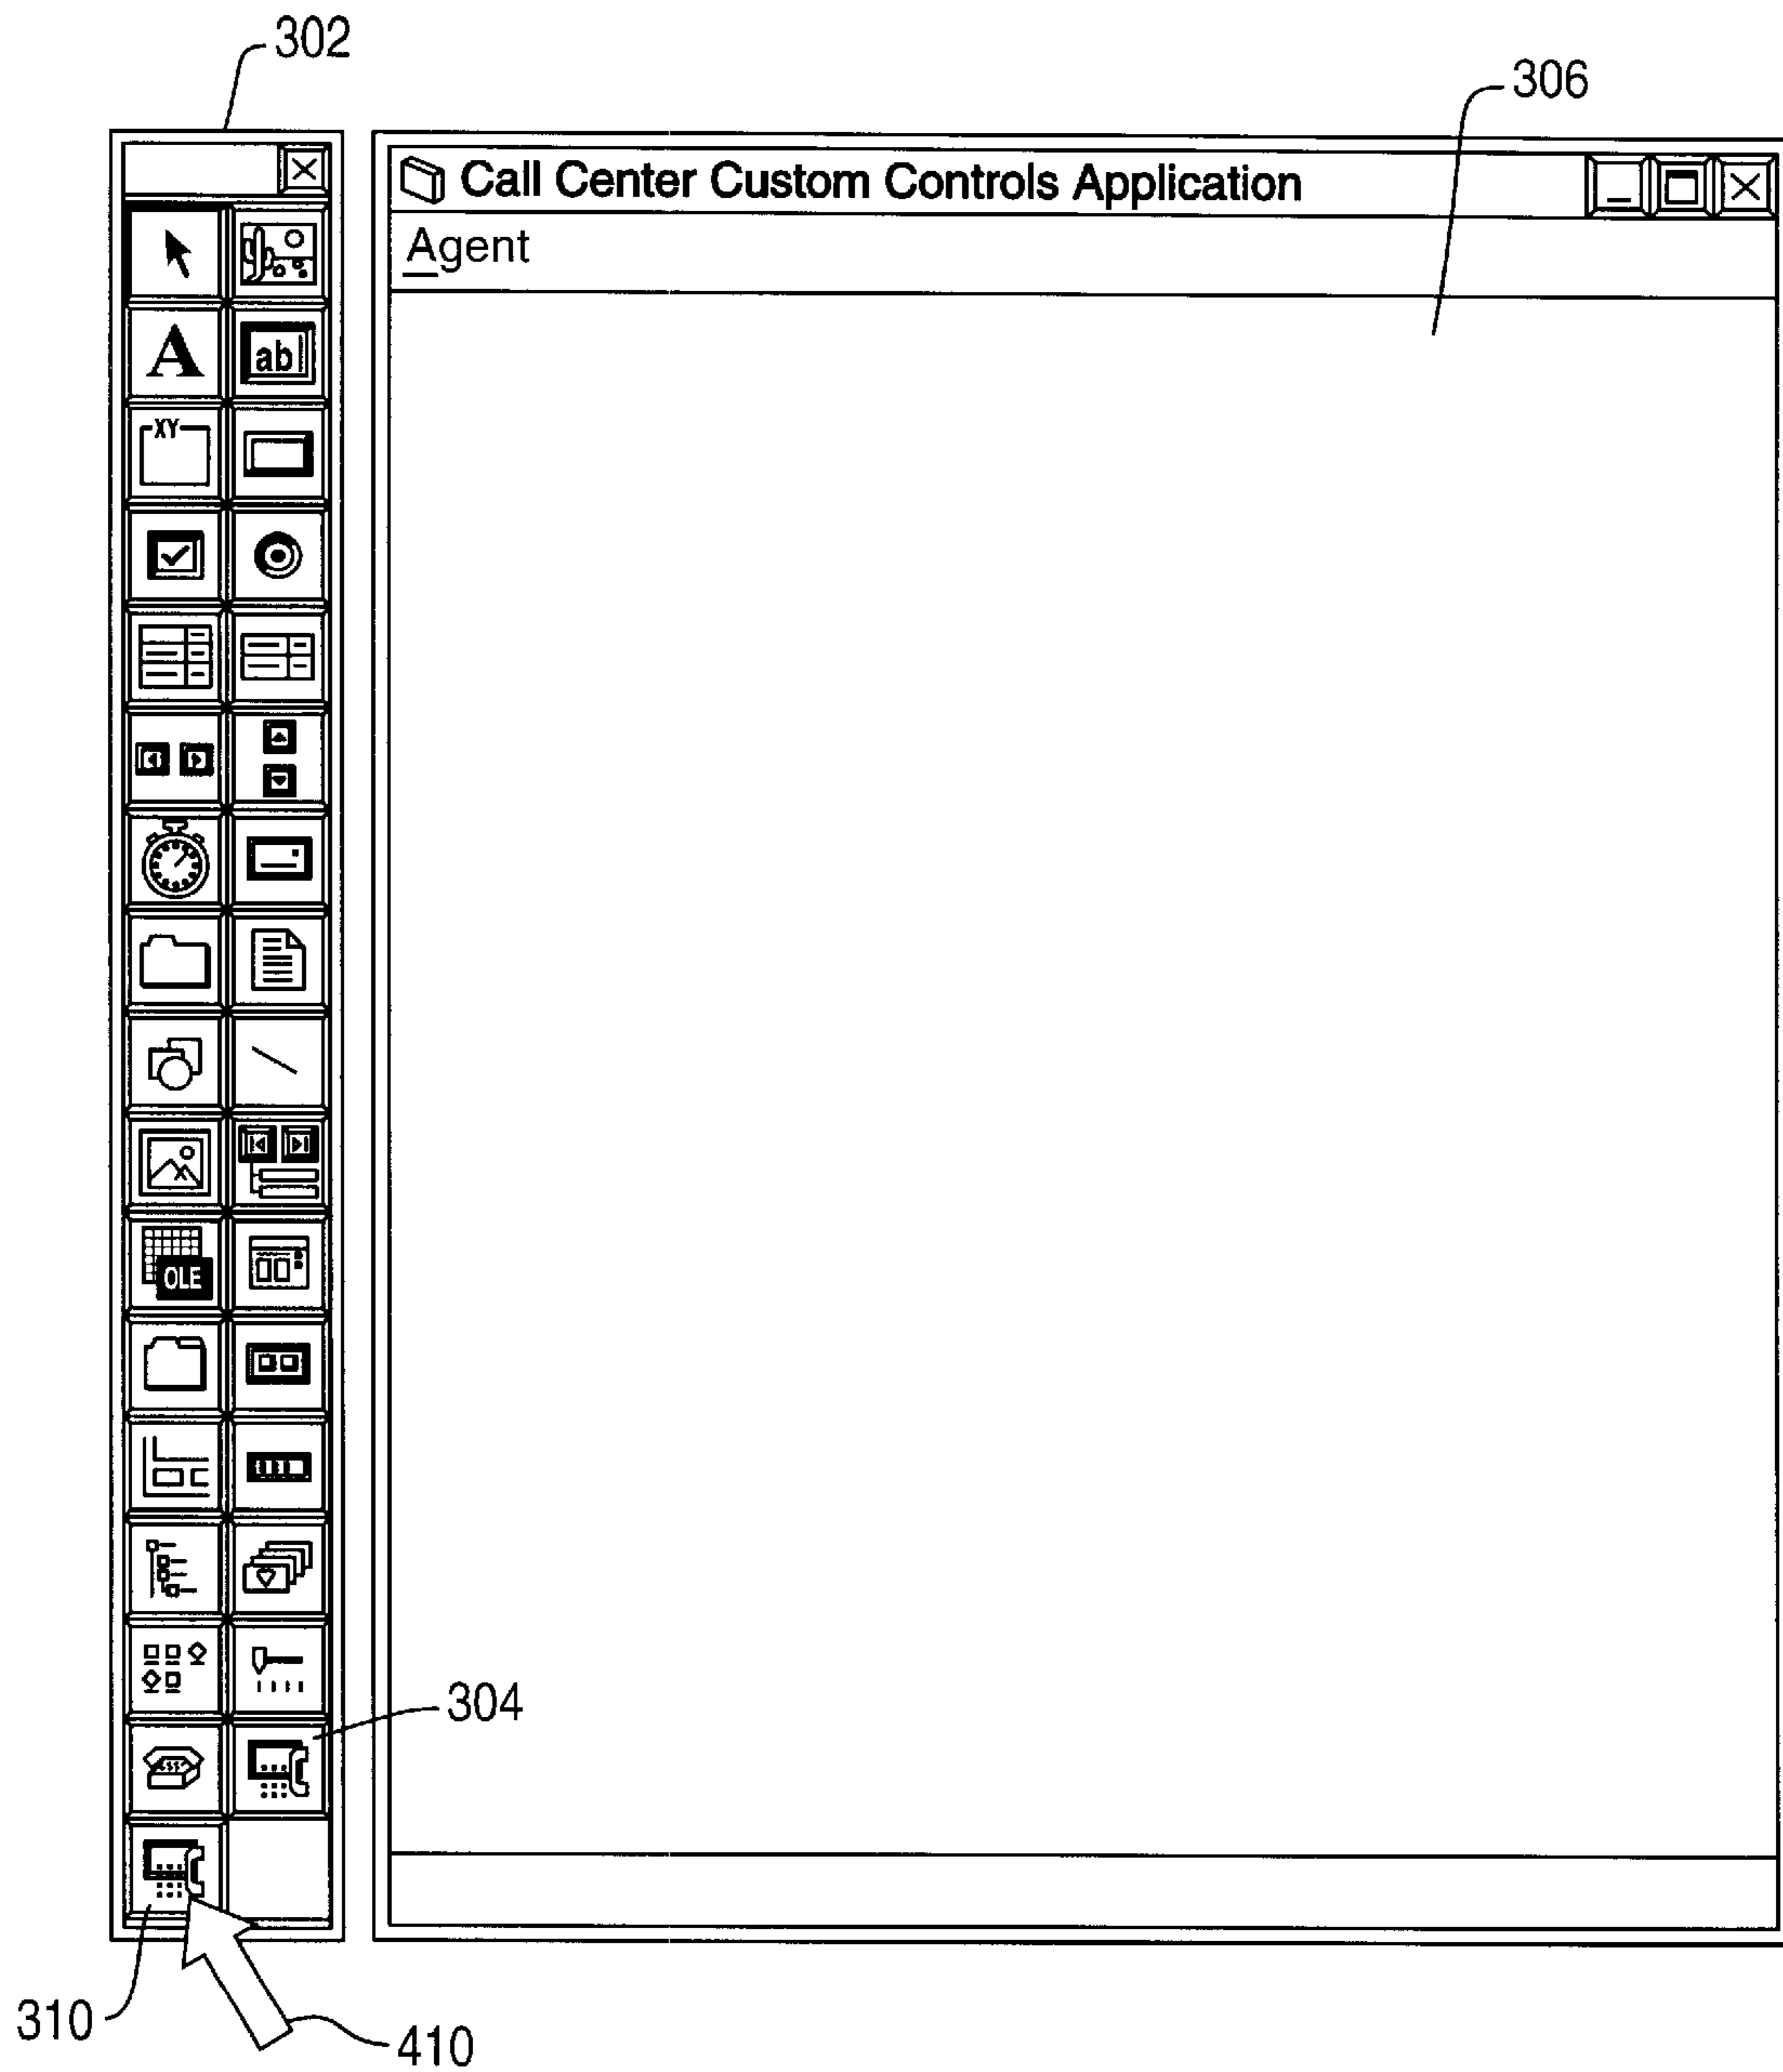 302
306
Call Center Custom Controls Application
Agent
A
ab
XY
OLE
304
310
410